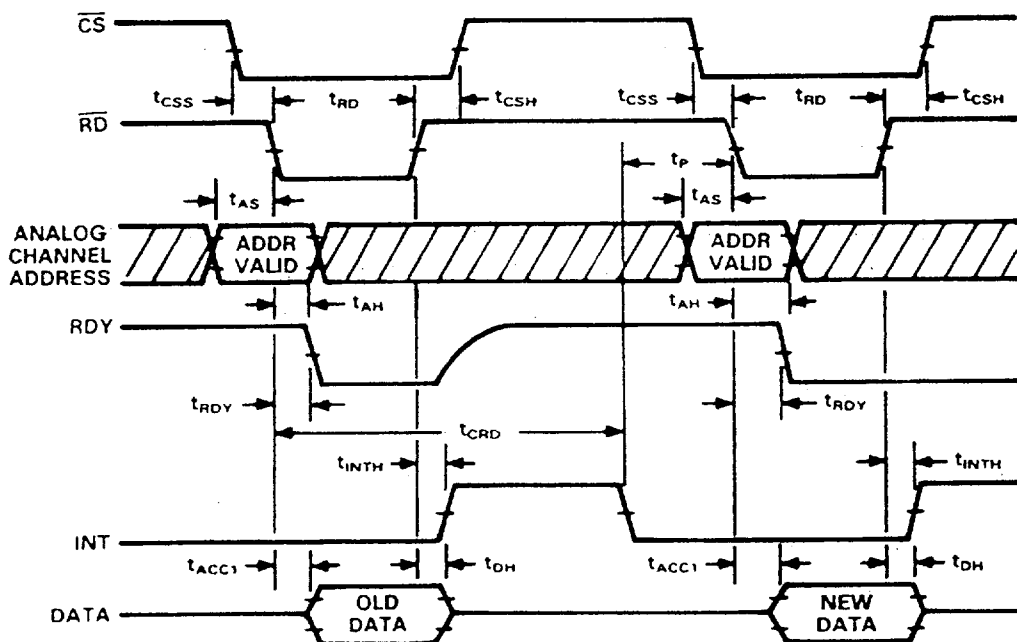 CS
tCSS tRD tCSH tCSS tRD tCSH
RD
tP
tAS tAS
ANALOG
CHANNEL
ADDRESS
ADDR
VALID
ADDR
VALID
tAH tAH
RDY
tRDY tRDY
tCRD
tINTH tINTH
INT
tACC1 tDH tACC1 tDH
DATA
OLD
DATA
NEW
DATA